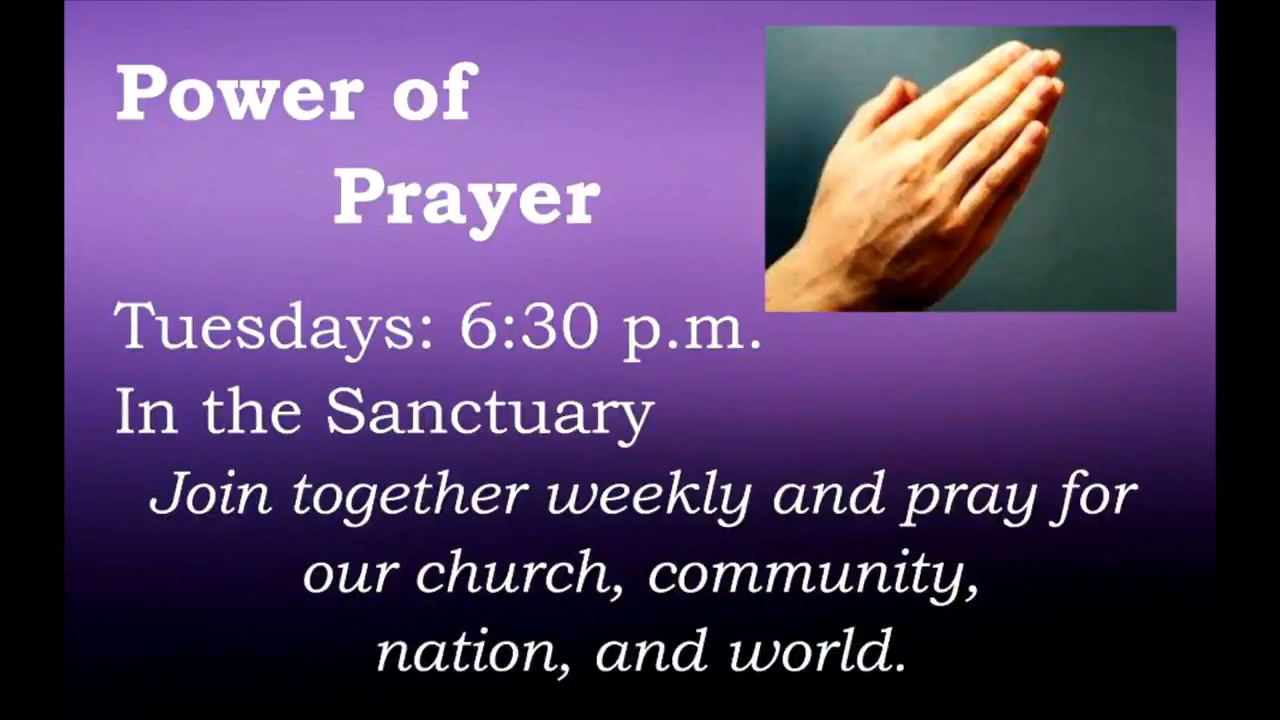 Power of
Prayer
Tuesdays: 6:30 p.m.
In the Sanctuary
Join together weekly and pray for
our church, community,
nation, and world.